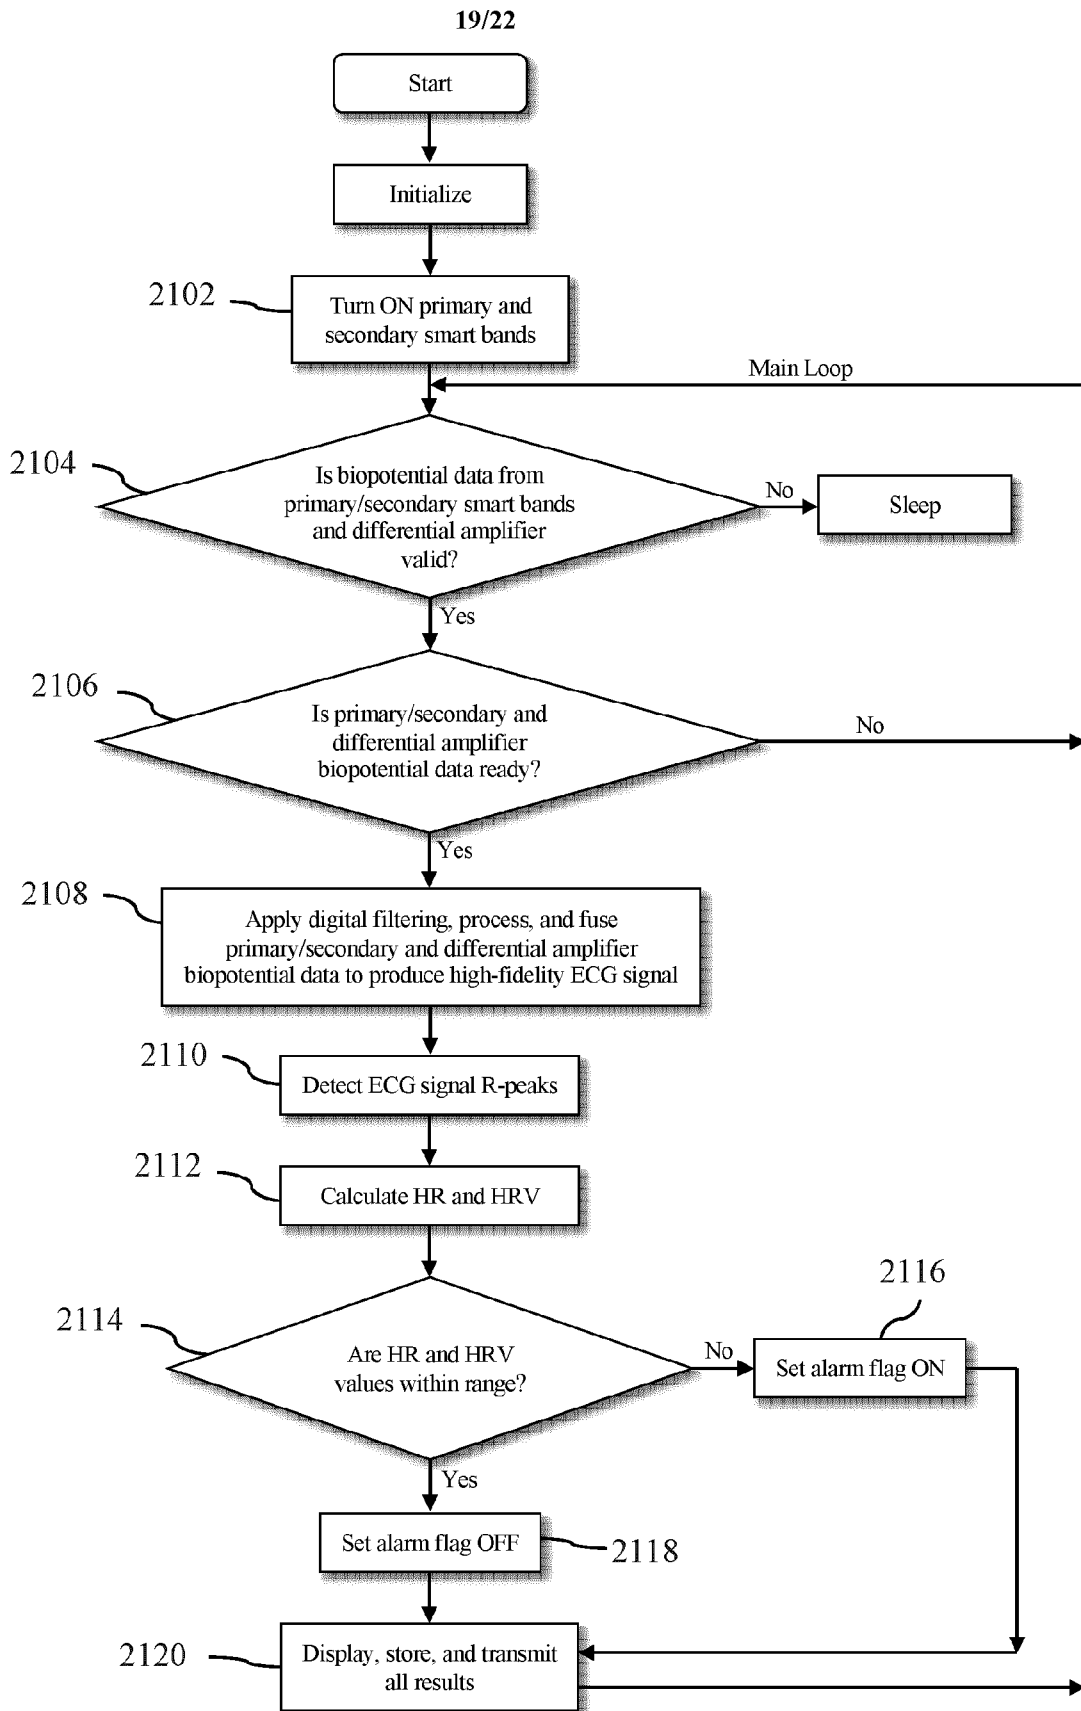 19/22
Start
Initialize
2102
Turn ON primary and
secondary smart bands
Main Loop
2104
Is biopotential data from
primary/secondary smart bands
and differential amplifier
valid?
No
Sleep
Yes
2106
Is primary/secondary and
differential amplifier
biopotential data ready?
No
Yes
2108
Apply digital filtering, process, and fuse
primary/secondary and differential amplifier
biopotential data to produce high-fidelity ECG signal
2110
Detect ECG signal R-peaks
2112
Calculate HR and HRV
2114
Are HR and HRV
values within range?
No
2116
Set alarm flag ON
Yes
Set alarm flag OFF
2118
2120
Display, store, and transmit
all results